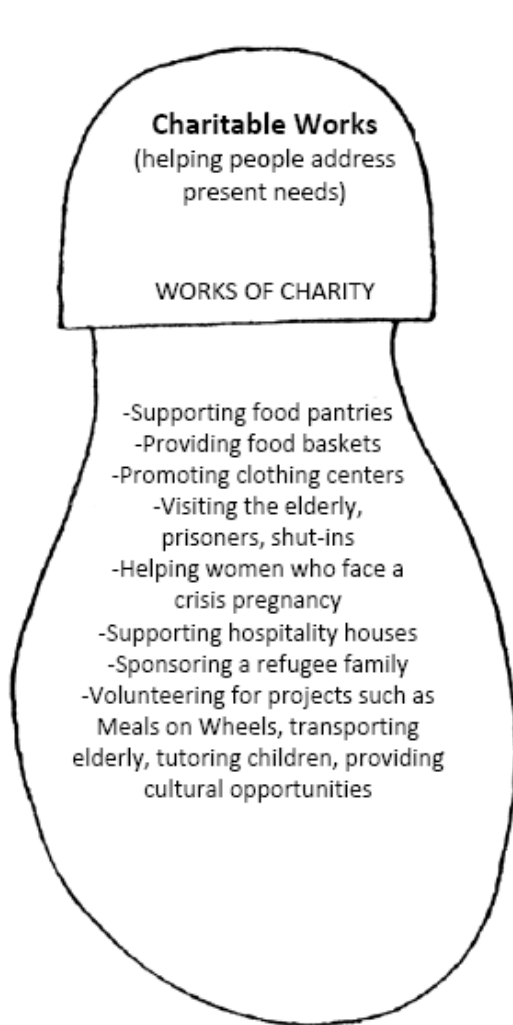 Charitable Works
(helping people address
present needs)
WORKS OF CHARITY
-Supporting food pantries
-Providing food baskets
-Promoting clothing centers
-Visiting the elderly,
prisoners, shut-ins
-Helping women who face a
crisis pregnancy
-Supporting hospitality houses
-Sponsoring a refugee family
-Volunteering for projects such as
Meals on Wheels, transporting
elderly, tutoring children, providing
cultural opportunities